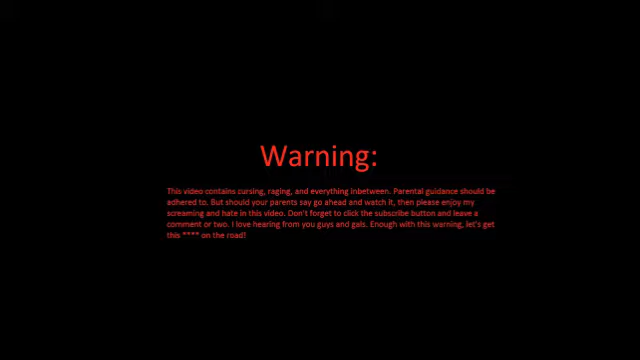 Warning:
This video contains cursing, raging, and everything inbetween. Parental guidance should be
adhered to. But should your parents say go ahead and watch it, then please enjoy my
screaming and hate in this video. Don't forget to click the subscribe button and leave a
comment or two. I love hearing from you guys and gals. Enough with this warning, let's get
this **** on the road!